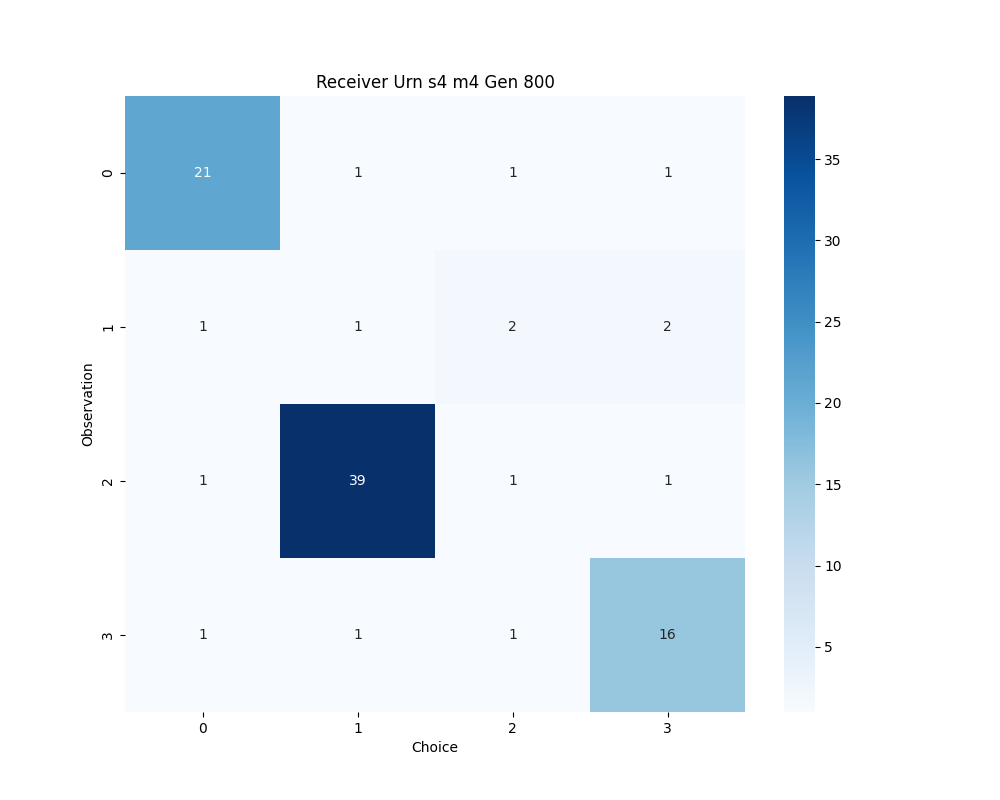 Receiver Urn s4 m4 Gen 800
0 21 1 1 1
1 1 1 2 2
2 1 39 1 1
3 1 1 1 16
0 1 2 3
Choice
Observation
35
30
25
20
15
10
5